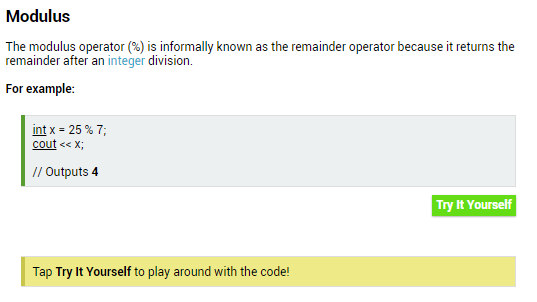 Modulus
The modulus operator (%) is informally known as the remainder operator because it returns the
remainder after an integer division.
For example:
int x = 25 % 7;
cout << x;
// Outputs 4
Try It Yourself
Tap Try It Yourself to play around with the code!